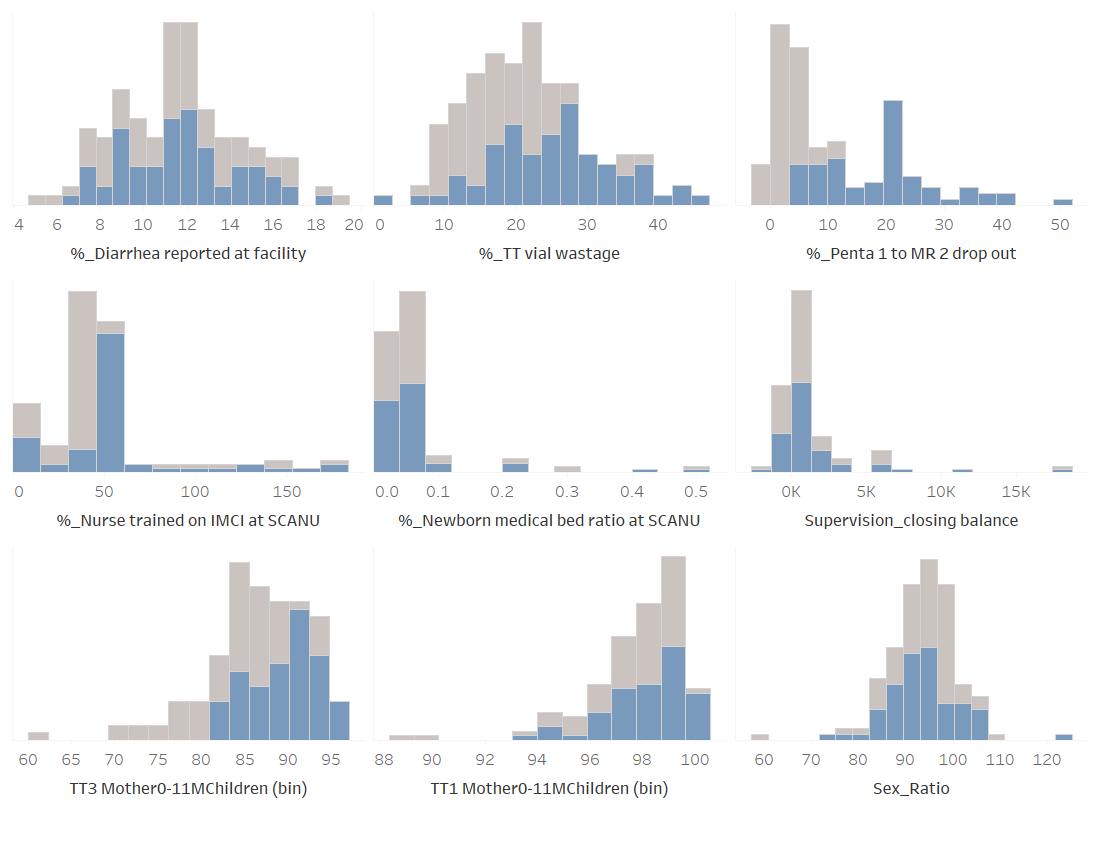 4 6 8 10 12 14 16 18 20
%_Diarrhea reported at facility
10 20 30 40
%_TT vial wastage
0 10 20 30 40 50
%_Penta 1 to MR 2 drop out
0 50 100 150
%_Nurse trained on IMCI at SCANU
0.0 0.1 0.2 0.3 0.4 0.5
%_Newborn medical bed ratio at SCANU
0K 5K 10K 15K
Supervision_closing balance
60 65 70 75 80 85 90 95
TT3 Mother0-11MChildren (bin)
88 90 92 94 96 98 100
TT1 Mother0-11MChildren (bin)
60 70 80 90 100 110 120
Sex_Ratio